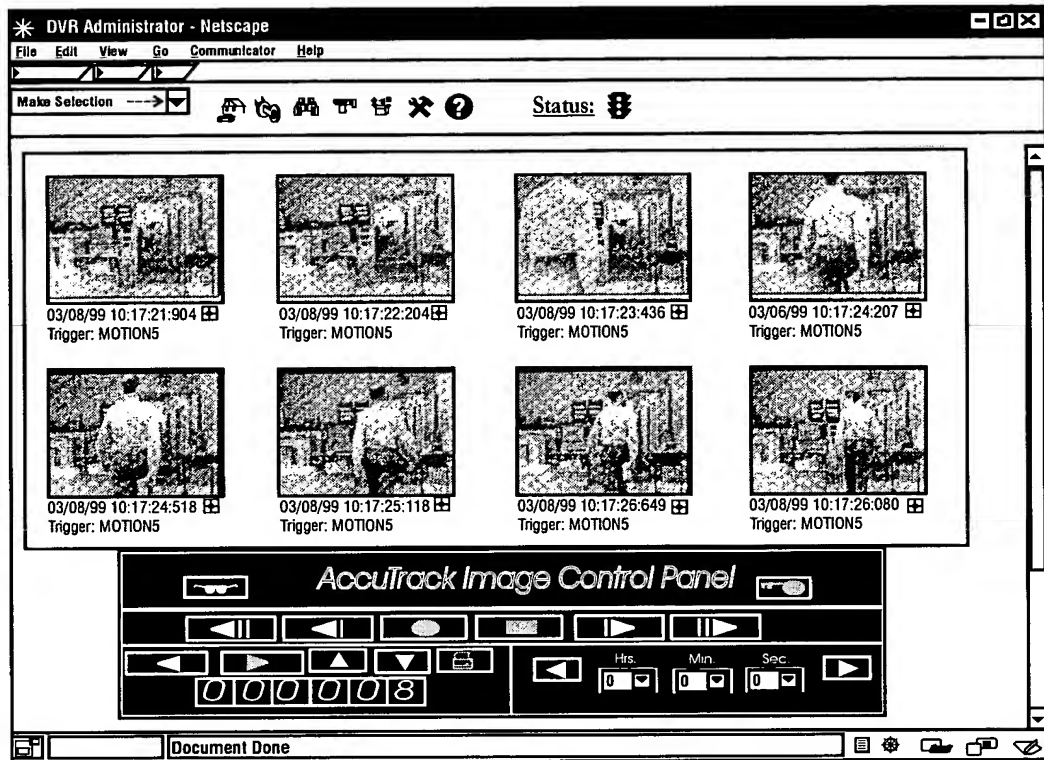 DVR Administrator - Netscape
File Edit View Go Communicator Help
Make Selection --->
Status:
03/08/99 10:17:21:904
Trigger: MOTION5
03/08/99 10:17:22:204
Trigger: MOTION5
03/08/99 10:17:23:436
Trigger: MOTION5
03/06/99 10:17:24:207
Trigger: MOTION5
03/08/99 10:17:24:518
Trigger: MOTION5
03/08/99 10:17:25:118
Trigger: MOTION5
03/08/99 10:17:26:649
Trigger: MOTION5
03/08/99 10:17:26:080
Trigger: MOTION5
AccuTrack Image Control Panel
Hrs. Min. Sec.
0 0 0
000008
Document Done